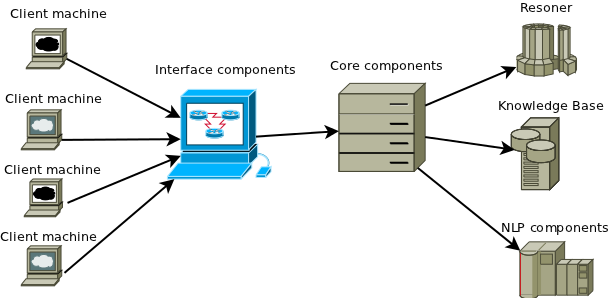 Client machine
Resoner
Interface components
Core components
Client machine
Knowledge Base
Client machine
Client machine
NLP components